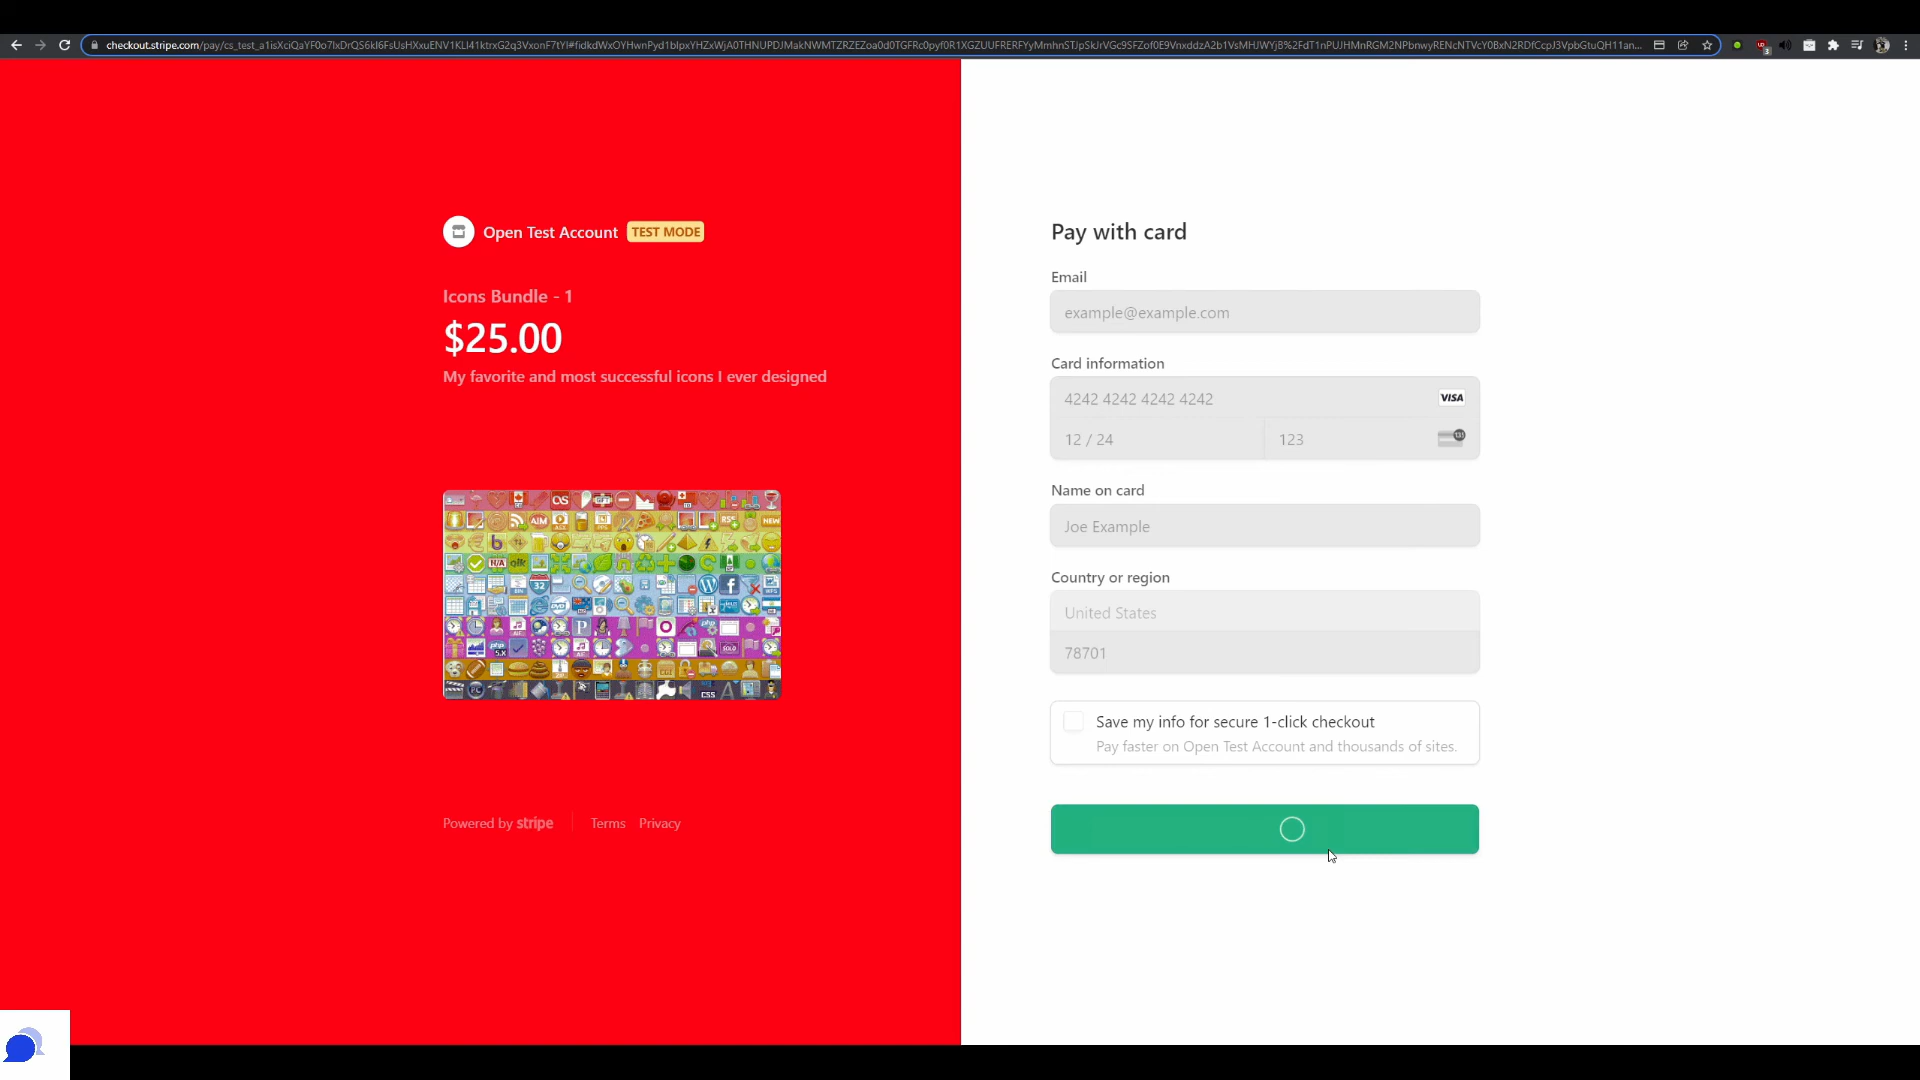 checkout.stripe.com
Open Test Account TEST MODE
Icons Bundle - 1
$25.00
My favorite and most successful icons I ever designed
Powered by stripe Terms Privacy
Pay with card
Email
example@example.com
Card information
4242 4242 4242 4242 VISA
12 / 24 123
Name on card
Joe Example
Country or region
United States
78701
Save my info for secure 1-click checkout
Pay faster on Open Test Account and thousands of sites.